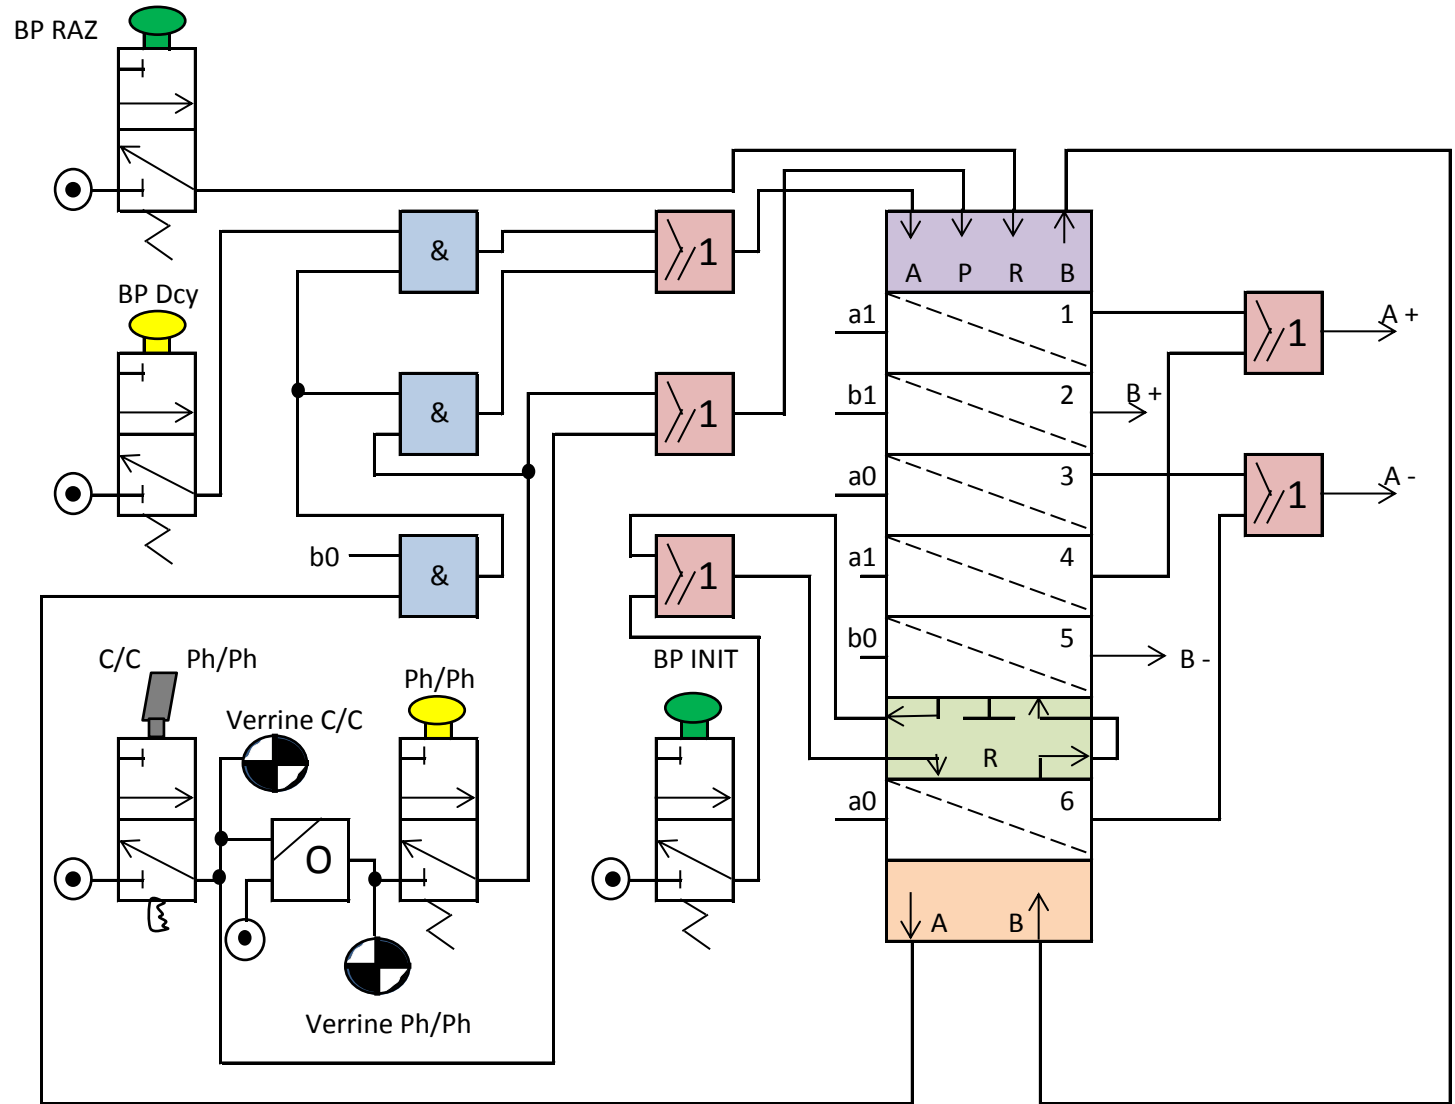 BP RAZ
BP Dcy
&
&
b0
&
≥1
≥1
≥1
A P R B
a1 1
b1 2
a0 3
a1 4
b0 5
R
a0 6
A B
≥1
A +
B +
≥1
A -
B -
C/C Ph/Ph
Verrine C/C
Ph/Ph
O
Verrine Ph/Ph
BP INIT